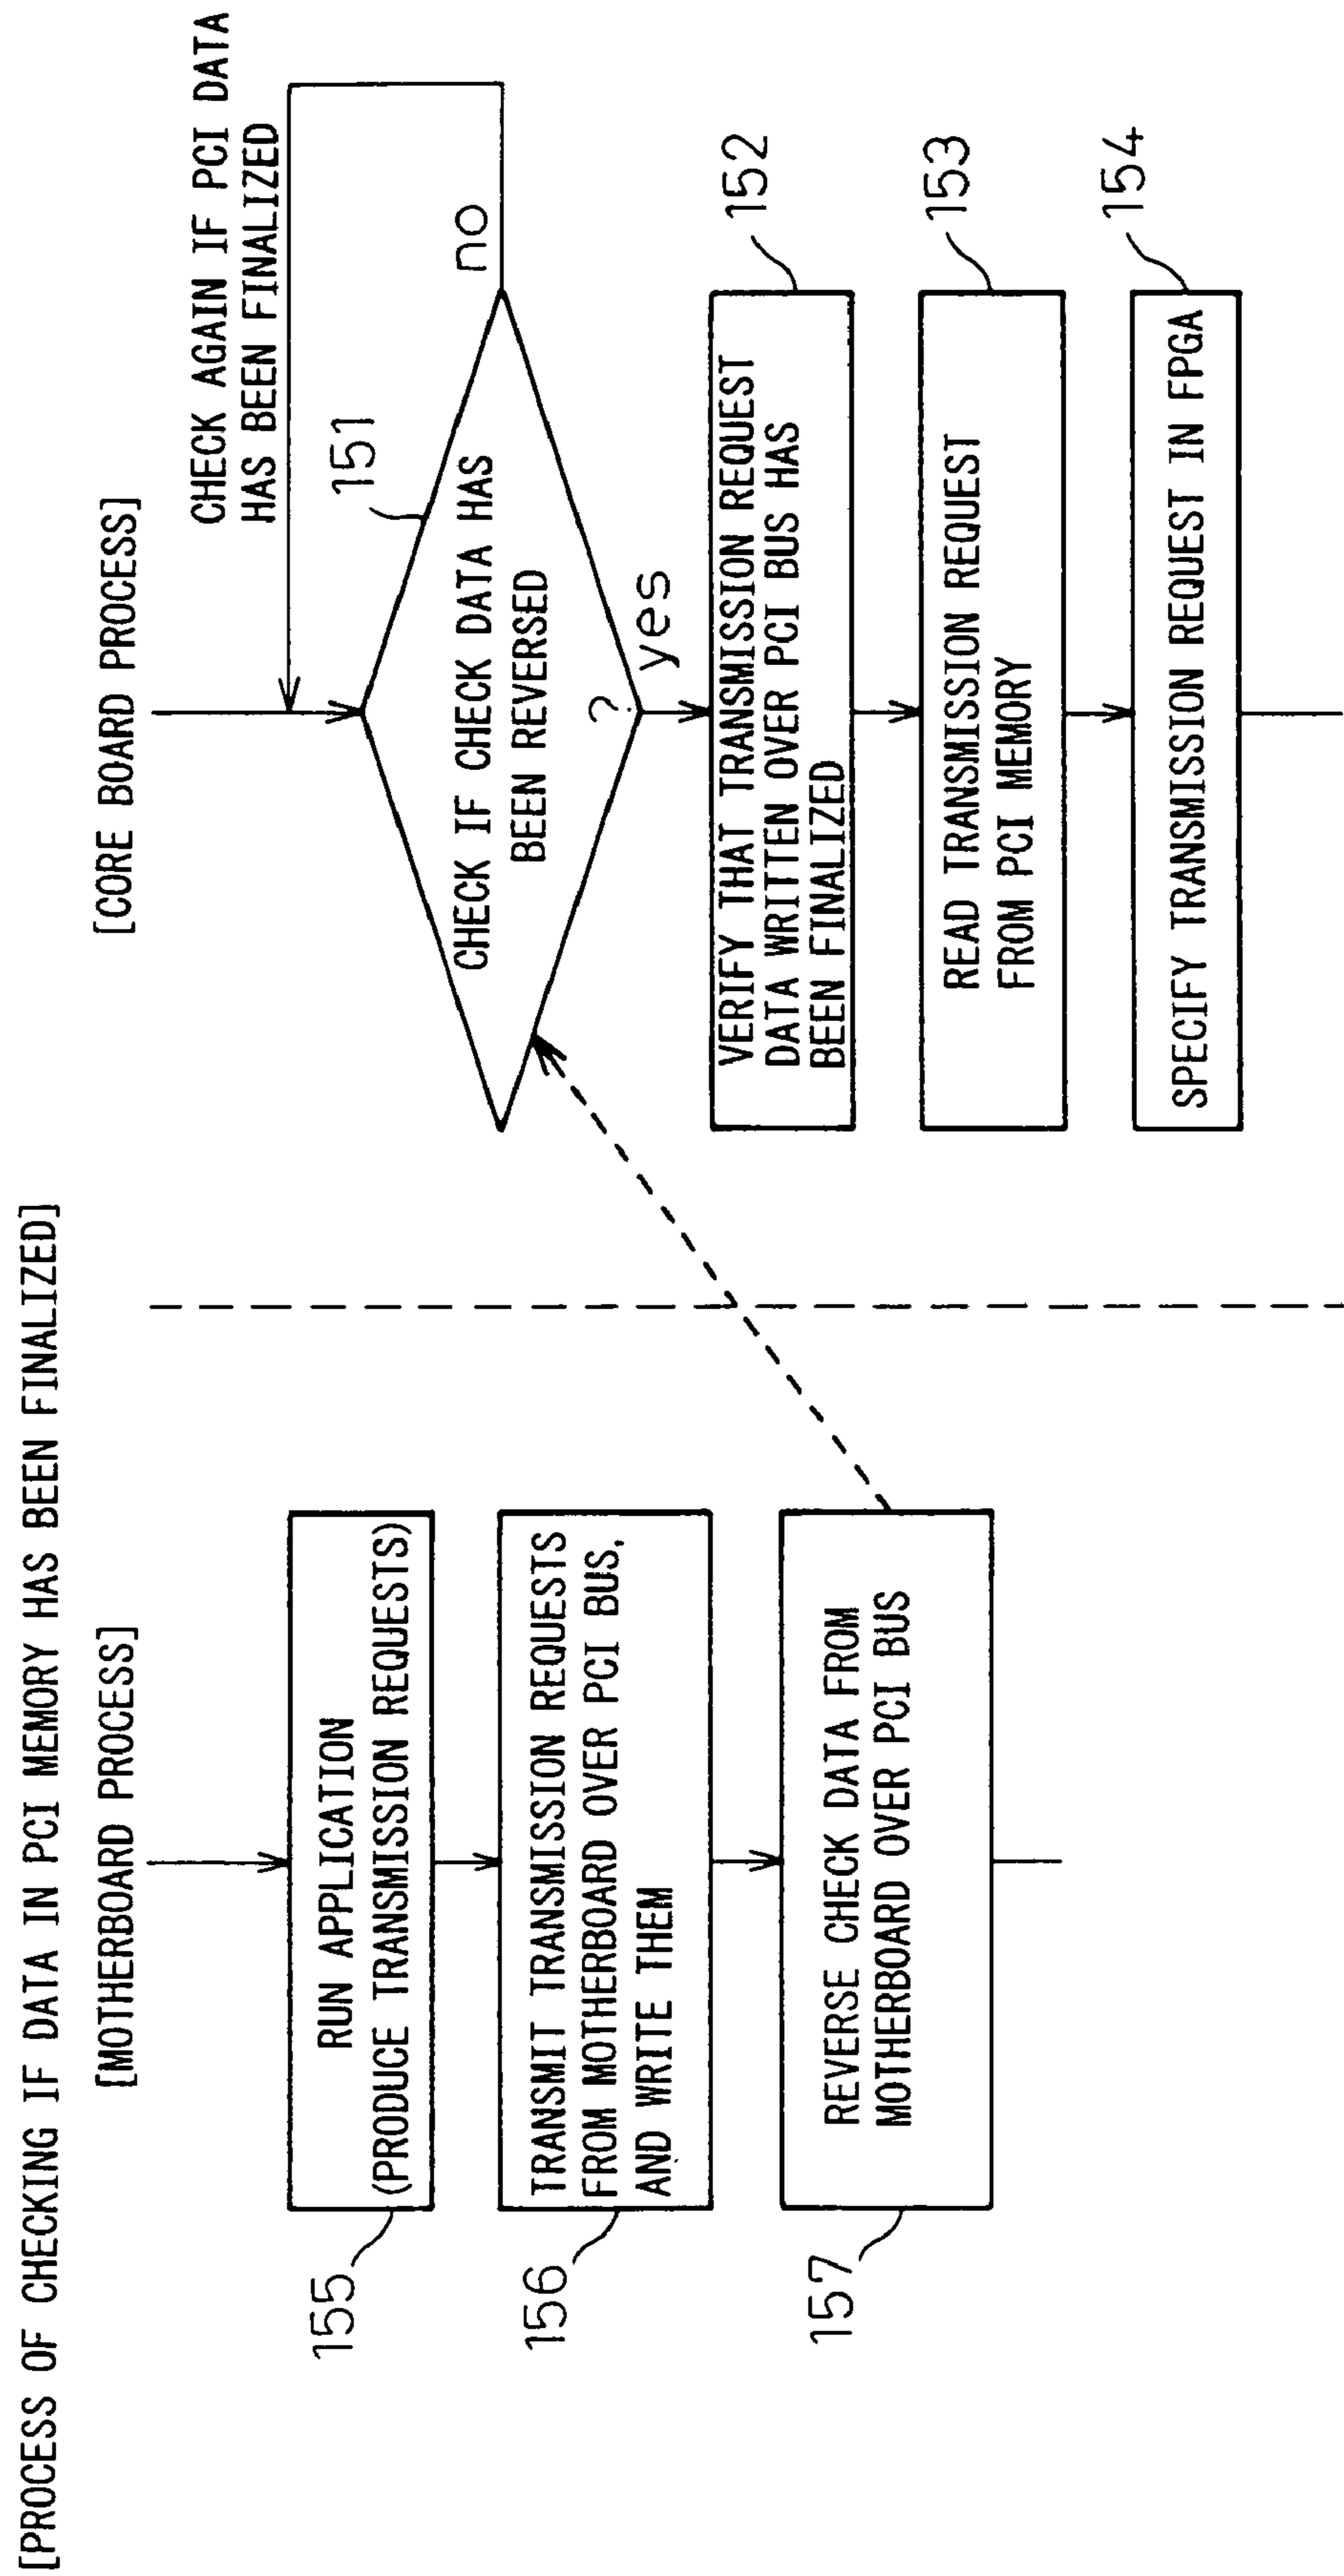 [PROCESS OF CHECKING IF DATA IN PCI MEMORY HAS BEEN FINALIZED]
[MOTHERBOARD PROCESS]
155
RUN APPLICATION
(PRODUCE TRANSMISSION REQUESTS)
156
TRANSMIT TRANSMISSION REQUESTS
FROM MOTHERBOARD OVER PCI BUS,
AND WRITE THEM
157
REVERSE CHECK DATA FROM
MOTHERBOARD OVER PCI BUS
[CORE BOARD PROCESS]
CHECK AGAIN IF PCI DATA
HAS BEEN FINALIZED
151
CHECK IF CHECK DATA HAS
BEEN REVERSED
?
no
yes
152
VERIFY THAT TRANSMISSION REQUEST
DATA WRITTEN OVER PCI BUS HAS
BEEN FINALIZED
153
READ TRANSMISSION REQUEST
FROM PCI MEMORY
154
SPECIFY TRANSMISSION REQUEST IN FPGA